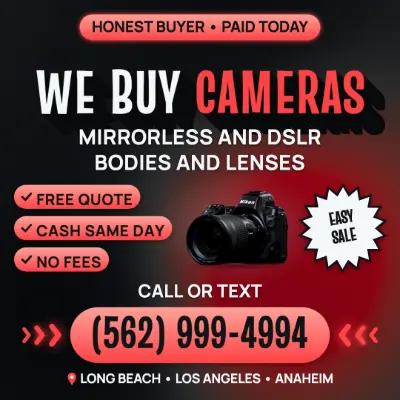 HONEST BUYER • PAID TODAY
WE BUY CAMERAS
MIRRORLESS AND DSLR
BODIES AND LENSES
✓ FREE QUOTE
✓ CASH SAME DAY
✓ NO FEES
Nikon
EASY
SALE
CALL OR TEXT
(562) 999-4994
LONG BEACH • LOS ANGELES • ANAHEIM